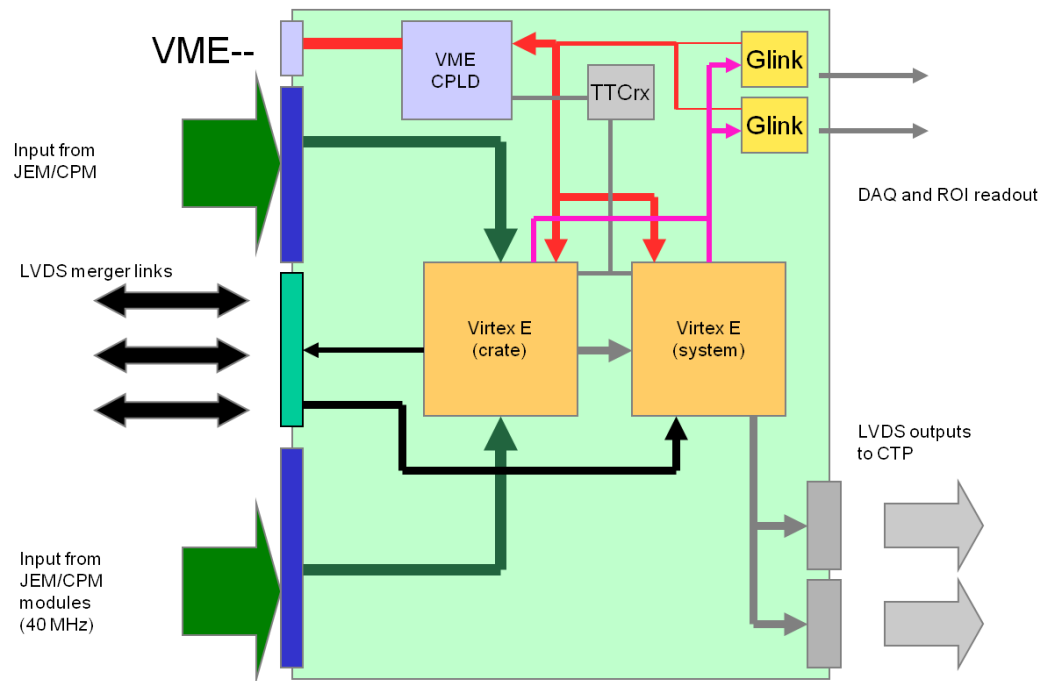 VME--
VME
CPLD
TTCrx
Glink
Glink
Input from
JEM/CPM
DAQ and ROI readout
LVDS merger links
Virtex E
(crate)
Virtex E
(system)
LVDS outputs
to CTP
Input from
JEM/CPM
modules
(40 MHz)